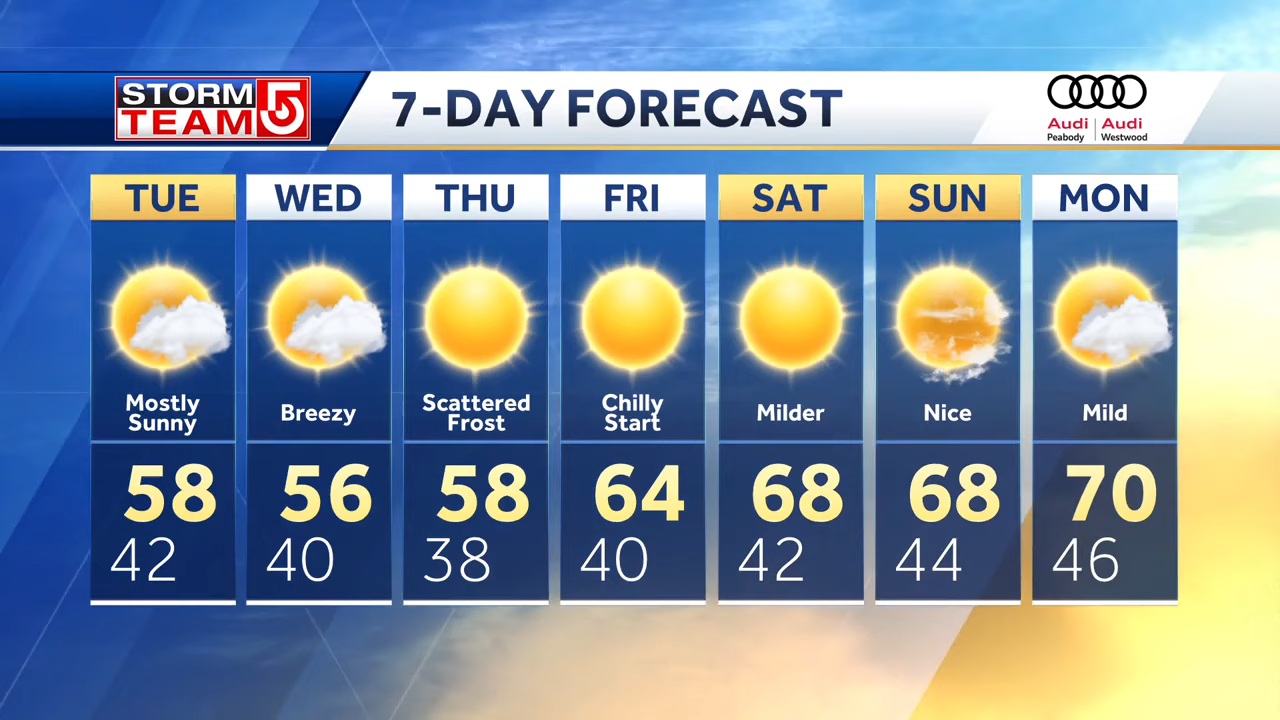 STORM
TEAM 5
7-DAY FORECAST
Audi | Audi
Peabody | Westwood
TUE WED THU FRI SAT SUN MON
Mostly Sunny Breezy Scattered Frost Chilly Start Milder Nice Mild
58 56 58 64 68 68 70
42 40 38 40 42 44 46